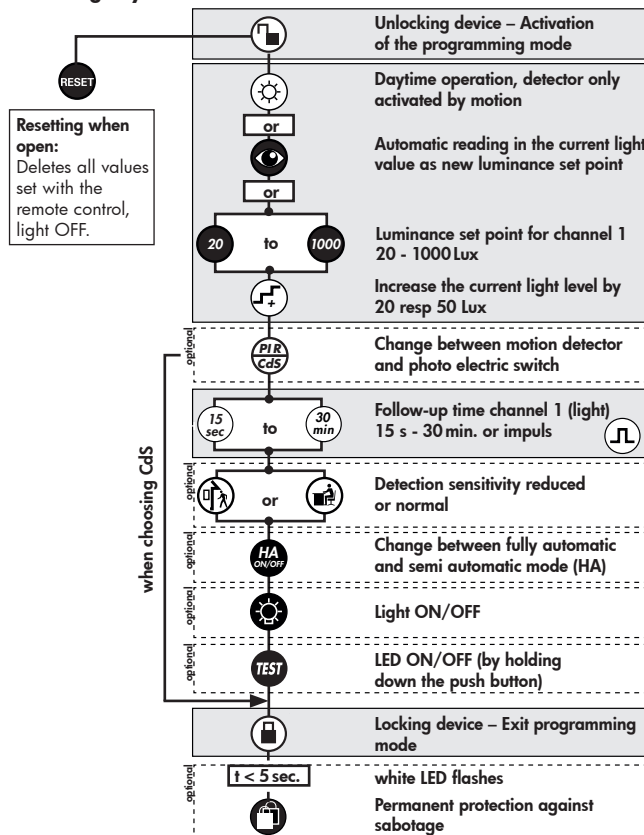 Unlocking device – Activation
of the programming mode
RESET
Resetting when
open:
Deletes all values
set with the
remote control,
light OFF.
Daytime operation, detector only
activated by motion
or
Automatic reading in the current light
value as new luminance set point
or
20 to 1000
Luminance set point for channel 1
20 - 1000 Lux
+
Increase the current light level by
20 resp 50 Lux
optional
PIR
CdS
Change between motion detector
and photo electric switch
when choosing CdS
15
sec
to
30
min
Follow-up time channel 1 (light)
15 s - 30 min. or impuls
optional
or
Detection sensitivity reduced
or normal
optional
HA
ON/OFF
Change between fully automatic
and semi automatic mode (HA)
optional
Light ON/OFF
optional
TEST
LED ON/OFF (by holding
down the push button)
Locking device – Exit programming
mode
optional
t < 5 sec.
white LED flashes
Permanent protection against
sabotage